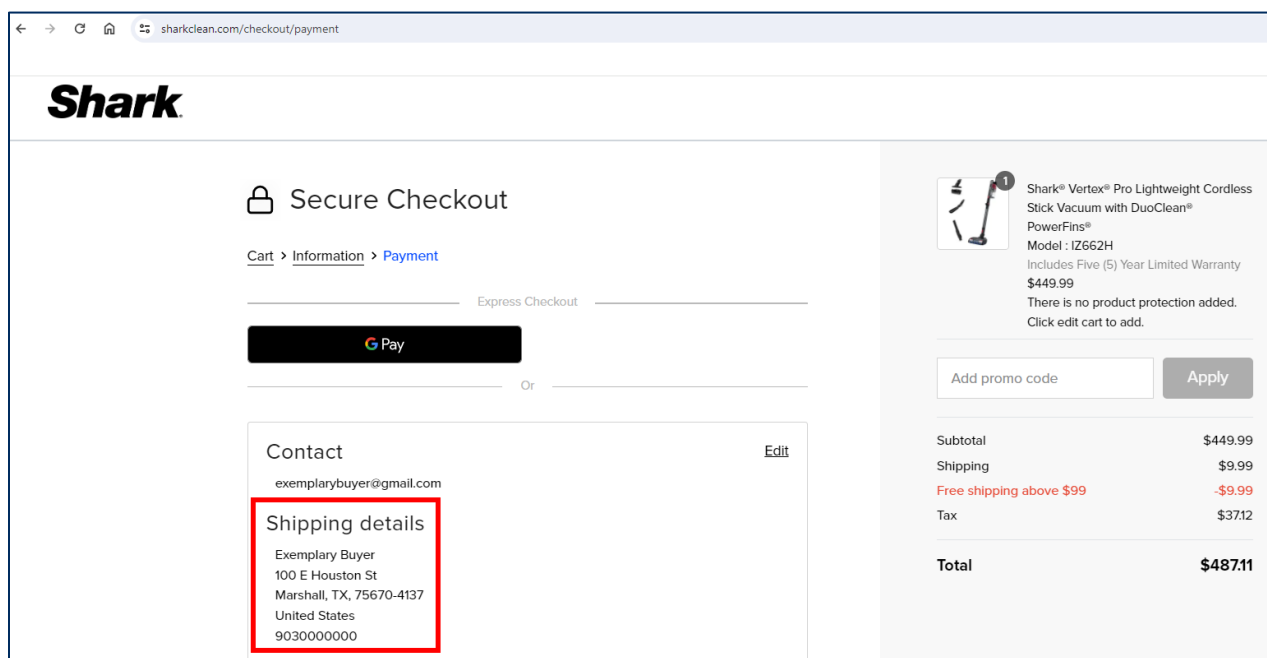 sharkclean.com/checkout/payment
Shark
Secure Checkout
Cart > Information > Payment
Express Checkout
G Pay
Or
Contact
Edit
exemplarybuyer@gmail.com
Shipping details
Exemplary Buyer
100 E Houston St
Marshall, TX, 75670-4137
United States
9030000000
1
Shark® Vertex® Pro Lightweight Cordless
Stick Vacuum with DuoClean®
PowerFins®
Model : IZ662H
Includes Five (5) Year Limited Warranty
$449.99
There is no product protection added.
Click edit cart to add.
Add promo code
Apply
Subtotal $449.99
Shipping $9.99
Free shipping above $99 -$9.99
Tax $37.12
Total $487.11